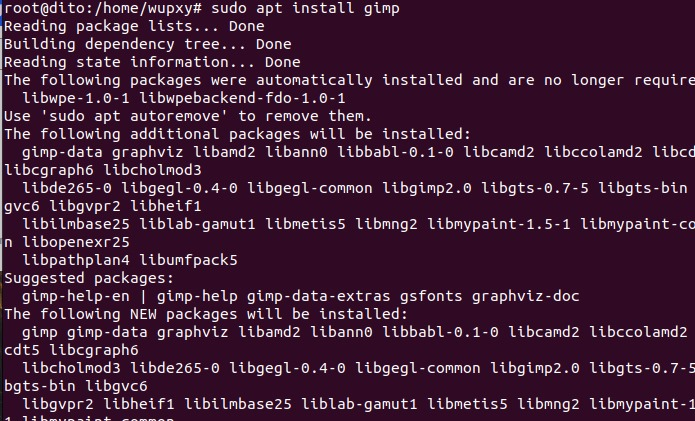 root@dito:/home/wupxy# sudo apt install gimp
Reading package lists... Done
Building dependency tree... Done
Reading state information... Done
The following packages were automatically installed and are no longer require
  libwpe-1.0-1 libwpebackend-fdo-1.0-1
Use 'sudo apt autoremove' to remove them.
The following additional packages will be installed:
  gimp-data graphviz libamd2 libann0 libbabl-0.1-0 libcamd2 libccolamd2 libcd
libcgraph6 libcholmod3
  libde265-0 libgegl-0.4-0 libgegl-common libgimp2.0 libgts-0.7-5 libgts-bin
gvc6 libgvpr2 libheif1
  libilmbase25 liblab-gamut1 libmetis5 libmng2 libmypaint-1.5-1 libmypaint-co
n libopenexr25
  libpathplan4 libumfpack5
Suggested packages:
  gimp-help-en | gimp-help gimp-data-extras gsfonts graphviz-doc
The following NEW packages will be installed:
  gimp gimp-data graphviz libamd2 libann0 libbabl-0.1-0 libcamd2 libccolamd2
cdt5 libcgraph6
  libcholmod3 libde265-0 libgegl-0.4-0 libgegl-common libgimp2.0 libgts-0.7-5
bgts-bin libgvc6
  libgvpr2 libheif1 libilmbase25 liblab-gamut1 libmetis5 libmng2 libmypaint-1
1 libmypaint-common